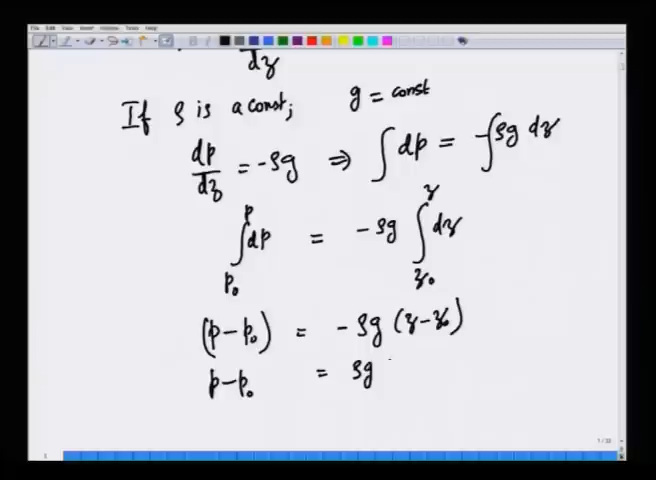 dz
If ρ is a const; g = const
dp/dz = -ρg ⇒ ∫dp = -∫ρg dz
∫_{p₀}^{p} dp = -ρg ∫_{z₀}^{z} dz
(p-p₀) = -ρg (z-z₀)
p-p₀ = ρg